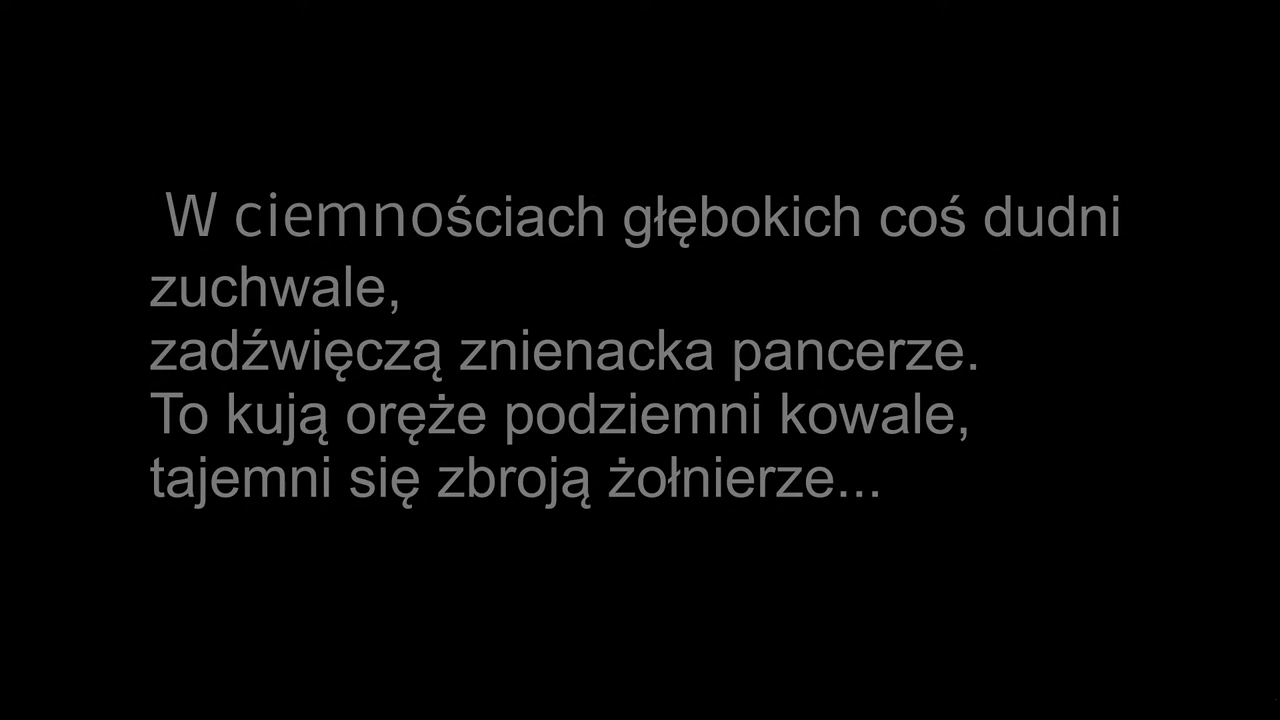 W ciemnościach głębokich coś dudni
zuchwale,
zadźwięczą znienacka pancerze.
To kują oręże podziemni kowale,
tajemni się zbroją żołnierze...